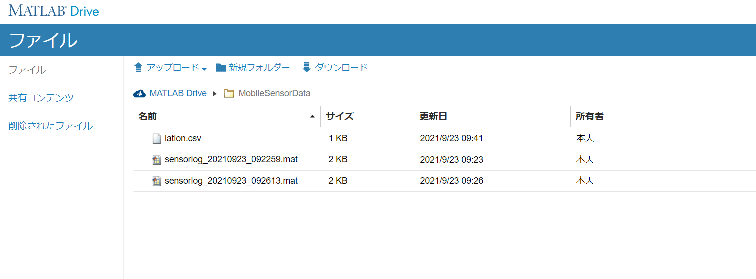 MATLAB Drive
ファイル
ファイル
共有コンテンツ
削除されたファイル
アップロード 新規フォルダー ダウンロード
MATLAB Drive MobileSensorData
名前 サイズ 更新日 所有者
lation.csv 1 KB 2021/9/23 09:41 本人
sensorlog_20210923_092259.mat 2 KB 2021/9/23 09:23 本人
sensorlog_20210923_092613.mat 2 KB 2021/9/23 09:26 本人